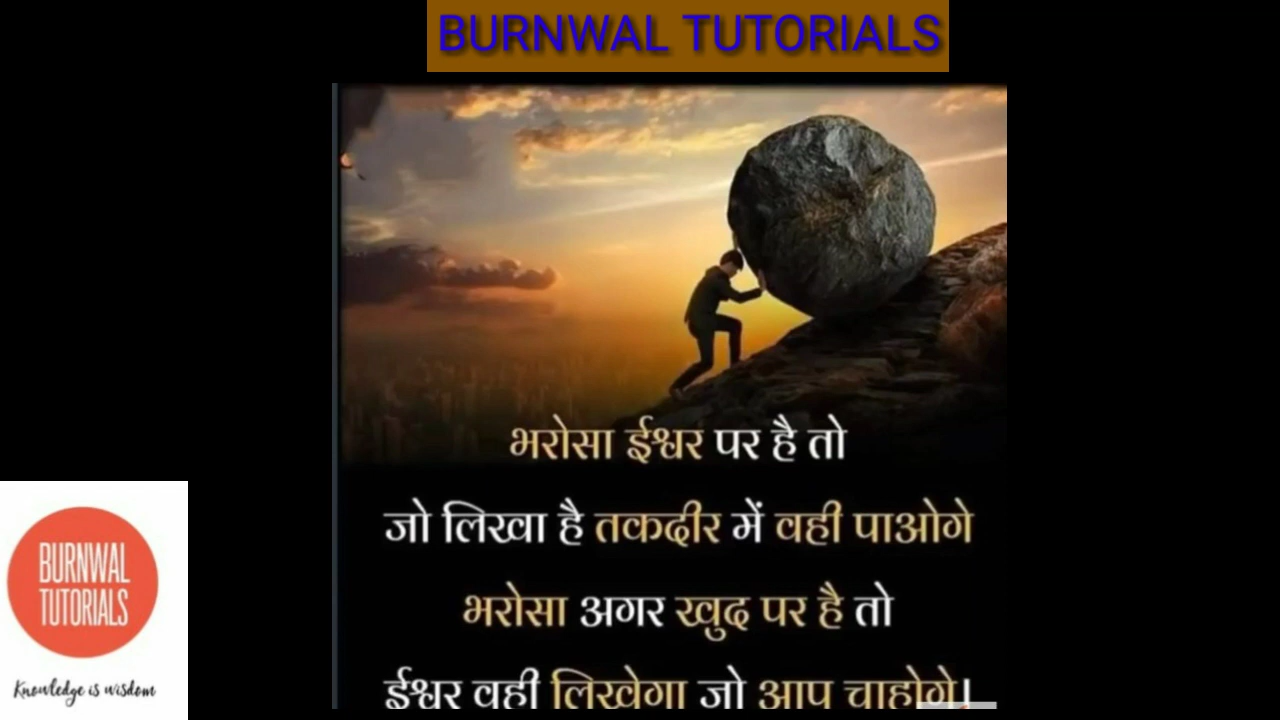 BURNWAL TUTORIALS
भरोसा ईश्वर पर है तो
जो लिखा है तकदीर में वही पाओगे
भरोसा अगर खुद पर है तो
ईश्वर वही लिखेगा जो आप चाहोगे!
BURNWAL
TUTORIALS
Knowledge is wisdom